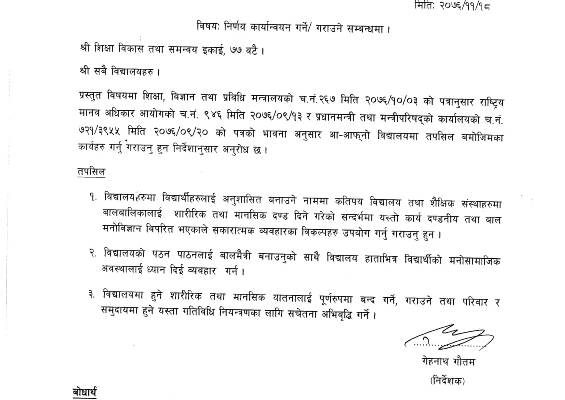 मिति: २०७६/११/१८
विषय: निर्णय कार्यान्वयन गर्ने/ गराउने सम्बन्धमा।
श्री शिक्षा विकास तथा समन्वय इकाई, ७७ वटै ।
श्री सबै विद्यालयहरु ।
प्रस्तुत विषयमा शिक्षा, विज्ञान तथा प्रविधि मन्त्रालयको च.नं.२६७ मिति २०७६/१०/०३ को पत्रानुसार राष्ट्रिय
मानव अधिकार आयोगको च.नं. ९४६ मिति २०७६/०९/१३ र प्रधानमन्त्री तथा मन्त्रीपरिषद्को कार्यालयको च.नं.
७२१/३९५५ मिति २०७६/०९/२० को पत्रको भावना अनुसार आ-आफ्नो विद्यालयमा तपसिल बमोजिमका
कार्यहरु गर्नु गराउनु हुन निर्देशानुसार अनुरोध छ ।
तपसिल
१. विद्यालयहरुमा विद्यार्थीहरुलाई अनुशासित बनाउने नाममा कतिपय विद्यालय तथा शैक्षिक संस्थाहरुमा
बालबालिकालाई शारीरिक तथा मानसिक दण्ड दिने गरेको सन्दर्भमा यस्तो कार्य दण्डनीय तथा बाल
मनोविज्ञान विपरित भएकाले सकारात्मक व्यवहारका विकल्पहरु उपयोग गर्नु गराउनु हुन ।
२. विद्यालयको पठन पाठनलाई बालमैत्री बनाउनुको साथै विद्यालय हाताभित्र विद्यार्थीको मनोसामाजिक
अवस्थालाई ध्यान दिई व्यवहार गर्न ।
३. विद्यालयमा हुने शारीरिक तथा मानसिक यातनालाई पूर्णरुपमा बन्द गर्ने, गराउने तथा परिवार र
समुदायमा हुने यस्ता गतिविधि नियन्त्रणका लागि सचेतना अभिबृद्धि गर्ने ।
गेहनाथ गौतम
(निर्देशक)
बोधार्थ